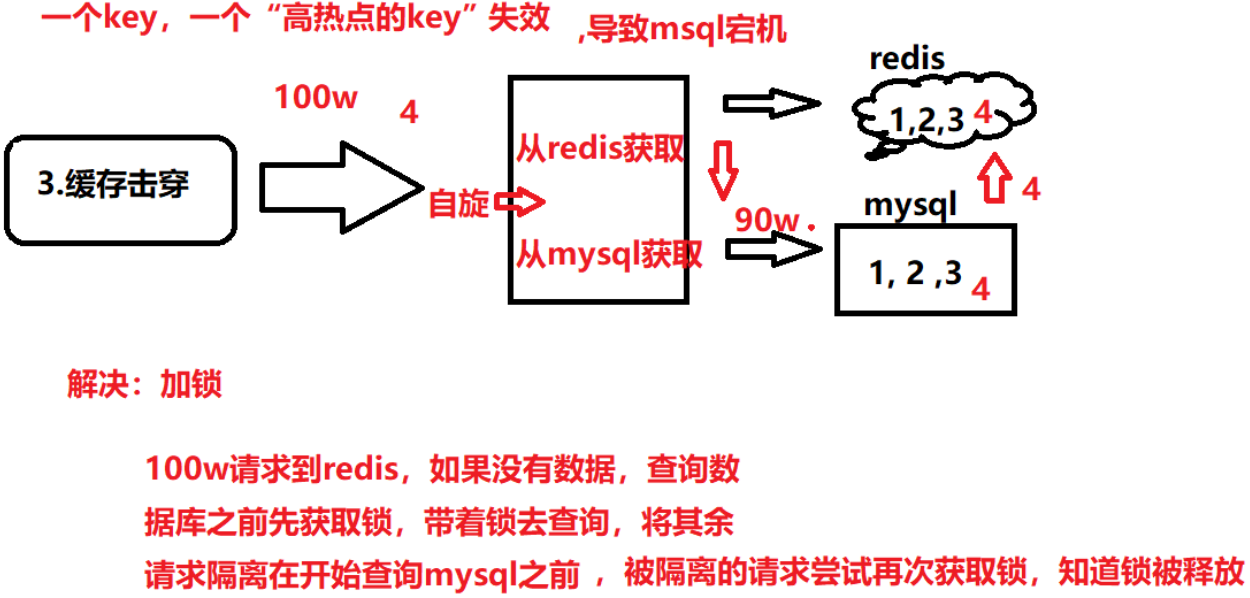 一个key，一个“高热点的key”失效 ,导致msql宕机
redis
100w 4
1,2,3 4
3.缓存击穿
从redis获取
4
自旋
mysql
90w .
从mysql获取
1, 2 ,3 4
解决：加锁
100w请求到redis，如果没有数据，查询数
据库之前先获取锁，带着锁去查询，将其余
请求隔离在开始查询mysql之前 ，被隔离的请求尝试再次获取锁，知道锁被释放